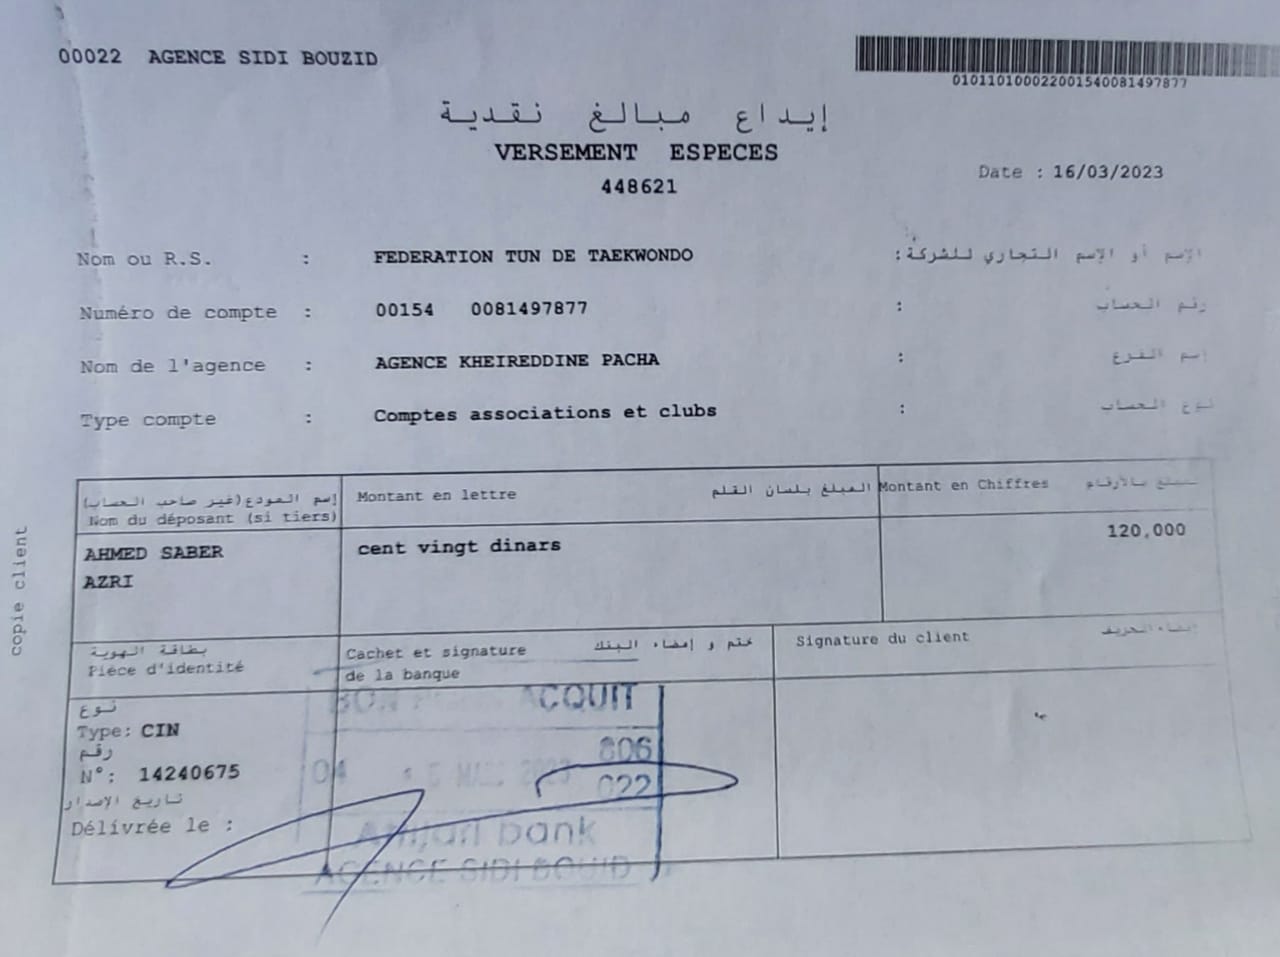 00022 AGENCE SIDI BOUZID
010110100022001540081497877
إيداع مبالغ نقدية
VERSEMENT ESPECES
448621
Date : 16/03/2023
Nom ou R.S. : FEDERATION TUN DE TAEKWONDO : الإسم أو الإسم التجاري للشركة
Numéro de compte : 00154 0081497877 : رقم الحساب
Nom de l'agence : AGENCE KHEIREDDINE PACHA : إسم الفرع
Type compte : Comptes associations et clubs : نوع الحساب
إسم المودع (غير صاحب الحساب)
Nom du déposant (si tiers)
Montant en lettre المبلغ بلسان القلم
Montant en Chiffres المبلغ بالأرقام
AHMED SABER
AZRI
cent vingt dinars
120,000
بطاقة الهوية
Pièce d'identité
Cachet et signature ختم و إمضاء البنك
de la banque
Signature du client إمضاء الحريف
نوع
Type: CIN
رقم
N°: 14240675
تاريخ الإصدار
Délivrée le :
BON ACQUIT
806
04 2023
022
bank
AGENCE SIDI BOUID
copie client